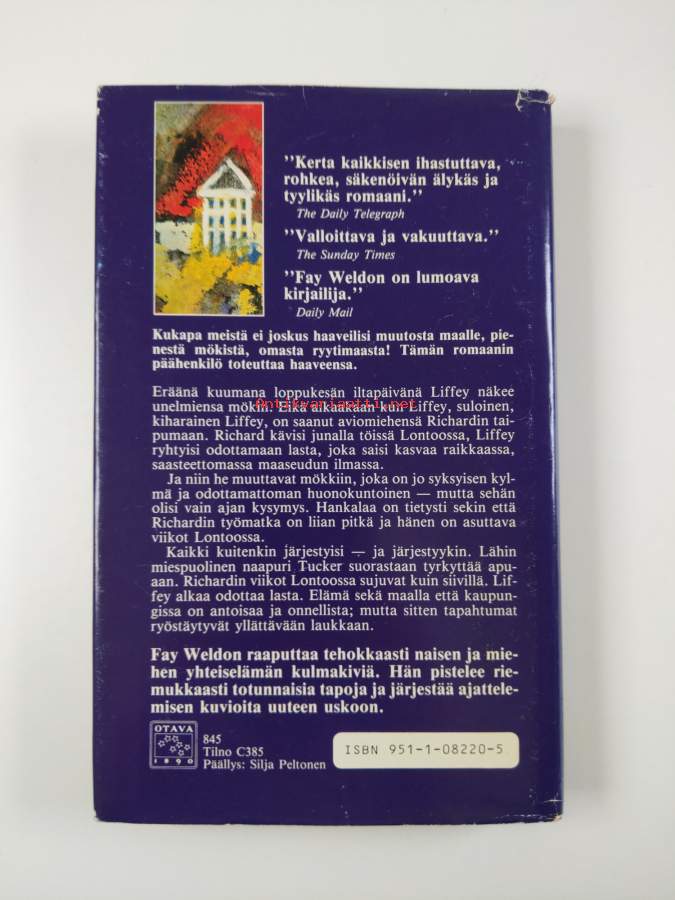 "Kerta kaikkisen ihastuttava,
rohkea, säkenöivän älykäs ja
tyylikäs romaani."
The Daily Telegraph
"Valloittava ja vakuuttava."
The Sunday Times
"Fay Weldon on lumoava
kirjailija."
Daily Mail
Kukapa meistä ei joskus haaveilisi muutosta maalle, pie-
nestä mökistä, omasta ryytimaasta! Tämän romaanin
päähenkilö toteuttaa haaveensa.
Eräänä kuumana loppukesän iltapäivänä Liffey näkee
unelmiensa mökin. Eikä aikaakaan kun Liffey, suloinen,
Antikvariaatti.net
kiharainen Liffey, on saanut aviomiehensä Richardin tai-
pumaan. Richard kävisi junalla töissä Lontoossa, Liffey
ryhtyisi odottamaan lasta, joka saisi kasvaa raikkaassa,
saasteettomassa maaseudun ilmassa.
Ja niin he muuttavat mökkiin, joka on jo syksyisen kyl-
mä ja odottamattoman huonokuntoinen — mutta sehän
olisi vain ajan kysymys. Hankalaa on tietysti sekin että
Richardin työmatka on liian pitkä ja hänen on asuttava
viikot Lontoossa.
Kaikki kuitenkin järjestyisi — ja järjestyykin. Lähin
miespuolinen naapuri Tucker suorastaan tyrkyttää apu-
aan. Richardin viikot Lontoossa sujuvat kuin siivillä. Lif-
fey alkaa odottaa lasta. Elämä sekä maalla että kaupun-
gissa on antoisaa ja onnellista; mutta sitten tapahtumat
ryöstäytyvät yllättävään laukkaan.
Fay Weldon raaputtaa tehokkaasti naisen ja mie-
hen yhteiselämän kulmakiviä. Hän pistelee rie-
mukkaasti totunnaisia tapoja ja järjestää ajattele-
misen kuvioita uuteen uskoon.
OTAVA
1890
845
Tilno C385
Päällys: Silja Peltonen
ISBN 951-1-08220-5